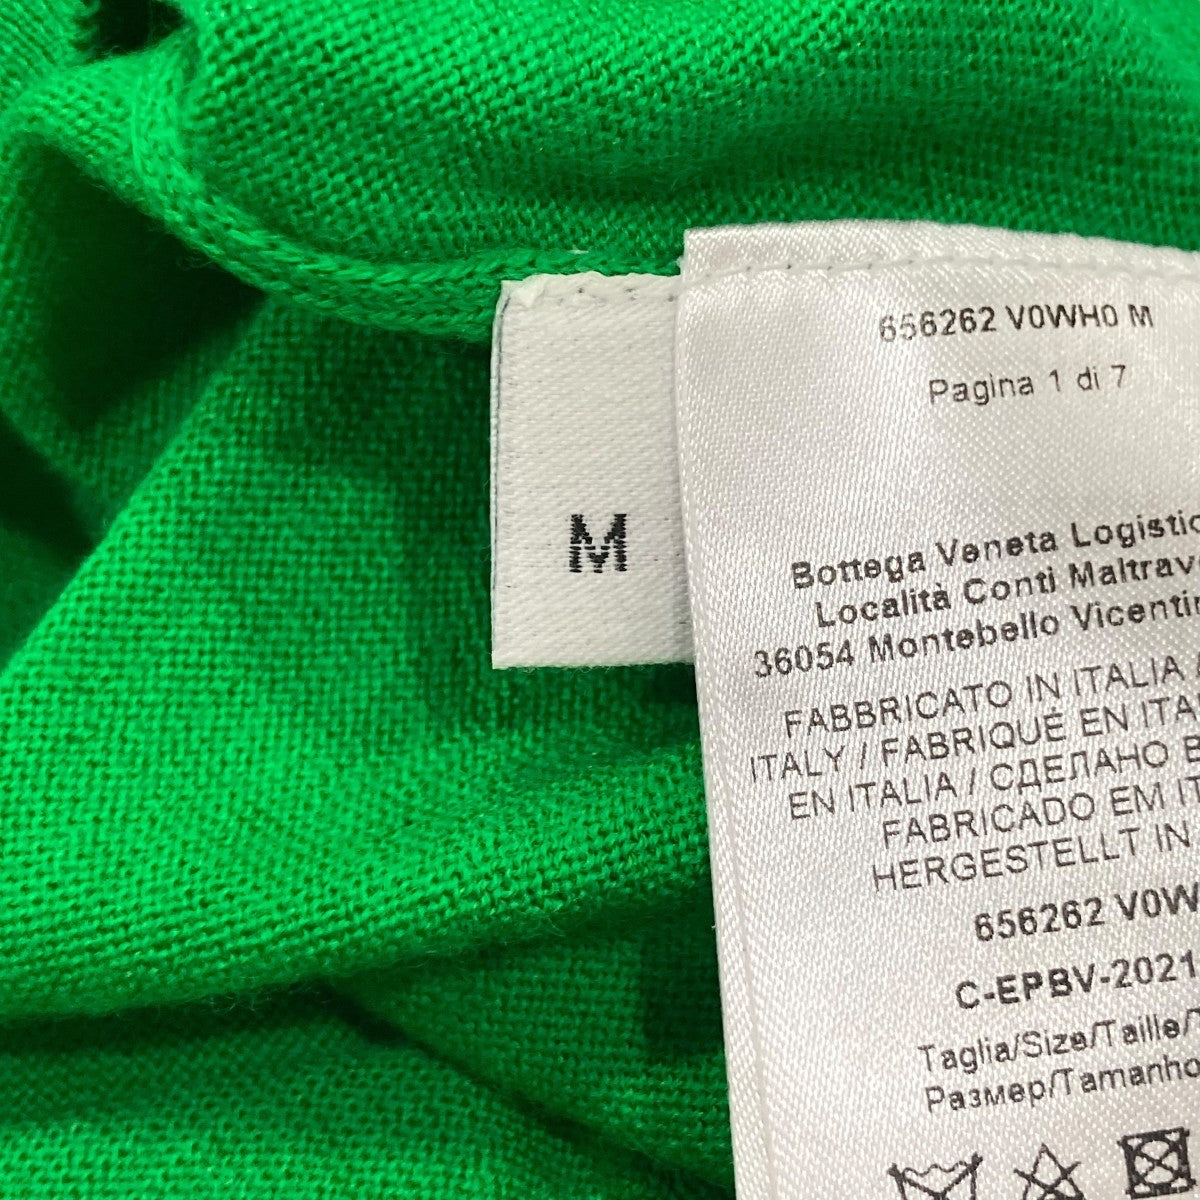 M
656262 V0WH0 M
Pagina 1 di 7
Bottega Veneta Logistic
Località Conti Maltrav
36054 Montebello Vicentin
FABBRICATO IN ITALIA
ITALY / FABRIQUÉ EN ITA
EN ITALIA / СДЕЛАНО В
FABRICADO EM IT
HERGESTELLT IN
656262 V0W
C-EPBV-2021
Taglia/Size/Taille/
Размер/Tamanho